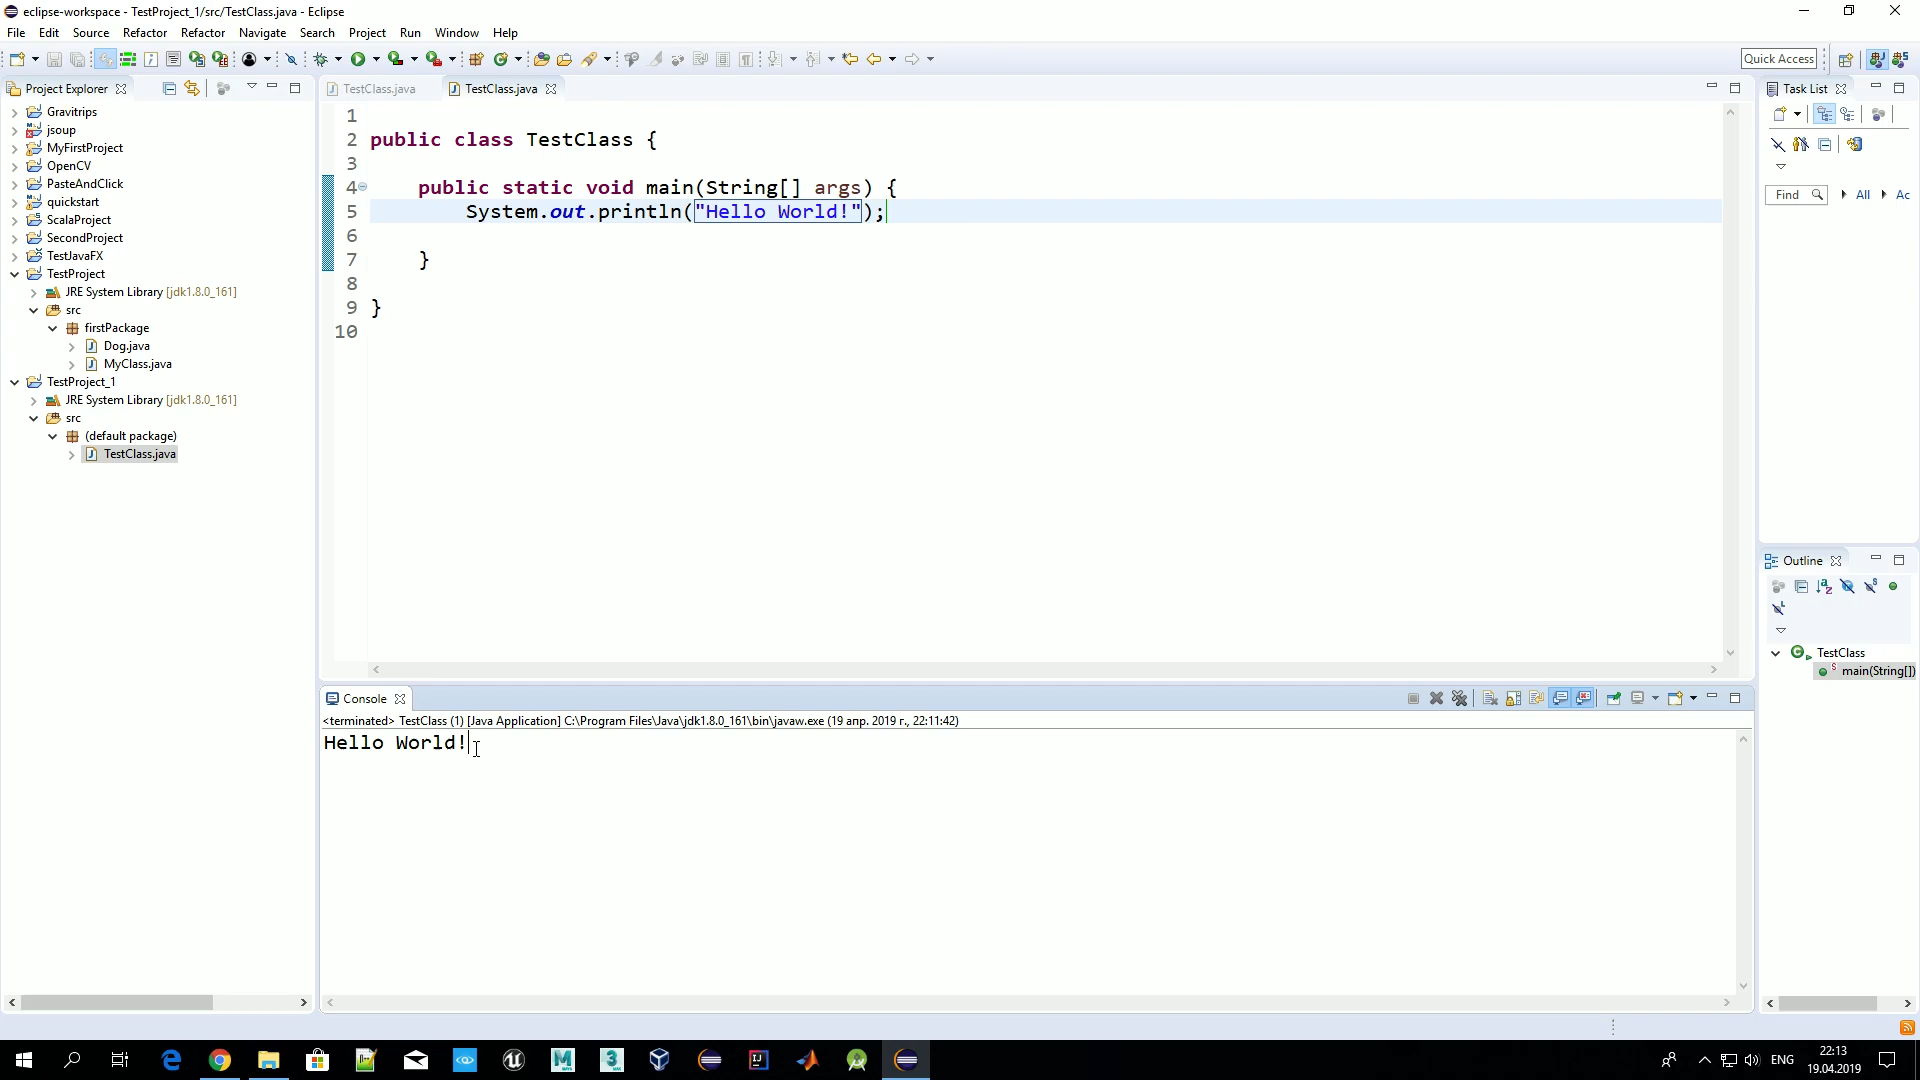 eclipse-workspace - TestProject_1/src/TestClass.java - Eclipse
File Edit Source Refactor Refactor Navigate Search Project Run Window Help
Quick Access
Project Explorer
Gravitrips
jsoup
MyFirstProject
OpenCV
PasteAndClick
quickstart
ScalaProject
SecondProject
TestJavaFX
TestProject
JRE System Library [jdk1.8.0_161]
src
firstPackage
Dog.java
MyClass.java
TestProject_1
JRE System Library [jdk1.8.0_161]
src
(default package)
TestClass.java
TestClass.java TestClass.java
1
2 public class TestClass {
3
4 public static void main(String[] args) {
5 System.out.println("Hello World!");
6
7 }
8
9 }
10
Console
<terminated> TestClass (1) [Java Application] C:\Program Files\Java\jdk1.8.0_161\bin\javaw.exe (19 апр. 2019 г., 22:11:42)
Hello World!
Task List
Find All Ac
Outline
TestClass
main(String[])
ENG
22:13
19.04.2019